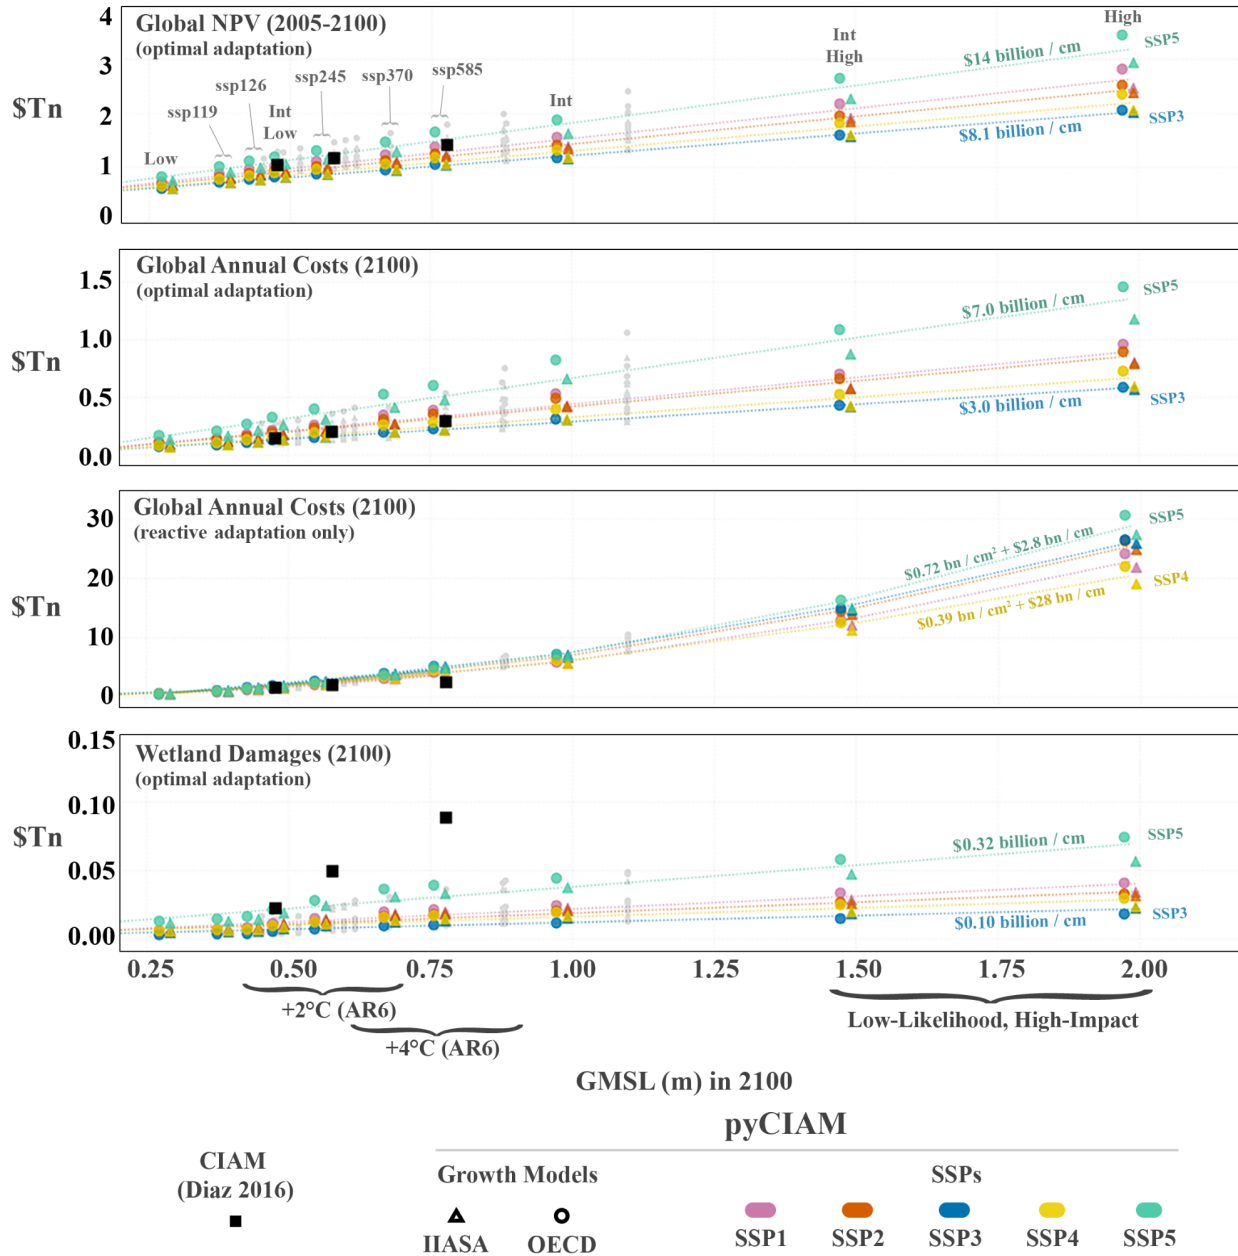 Global NPV (2005-2100)
(optimal adaptation)
4
3
2
1
0
$Tn
Low
ssp119
ssp126
Int
Low
ssp245
ssp370
ssp585
Int
Int
High
High
$14 billion / cm
SSP5
$8.1 billion / cm
SSP3
Global Annual Costs (2100)
(optimal adaptation)
1.5
1.0
0.5
0.0
$Tn
$7.0 billion / cm
SSP5
$3.0 billion / cm
SSP3
Global Annual Costs (2100)
(reactive adaptation only)
30
20
10
0
$Tn
$0.72 bn / cm² + $2.8 bn / cm
SSP5
$0.39 bn / cm² + $28 bn / cm
SSP4
Wetland Damages (2100)
(optimal adaptation)
0.15
0.10
0.05
0.00
$Tn
$0.32 billion / cm
SSP5
$0.10 billion / cm
SSP3
0.25 0.50 0.75 1.00 1.25 1.50 1.75 2.00
+2°C (AR6)
+4°C (AR6)
Low-Likelihood, High-Impact
GMSL (m) in 2100
pyCIAM
CIAM
(Diaz 2016)
Growth Models
IIASA OECD
SSPs
SSP1 SSP2 SSP3 SSP4 SSP5